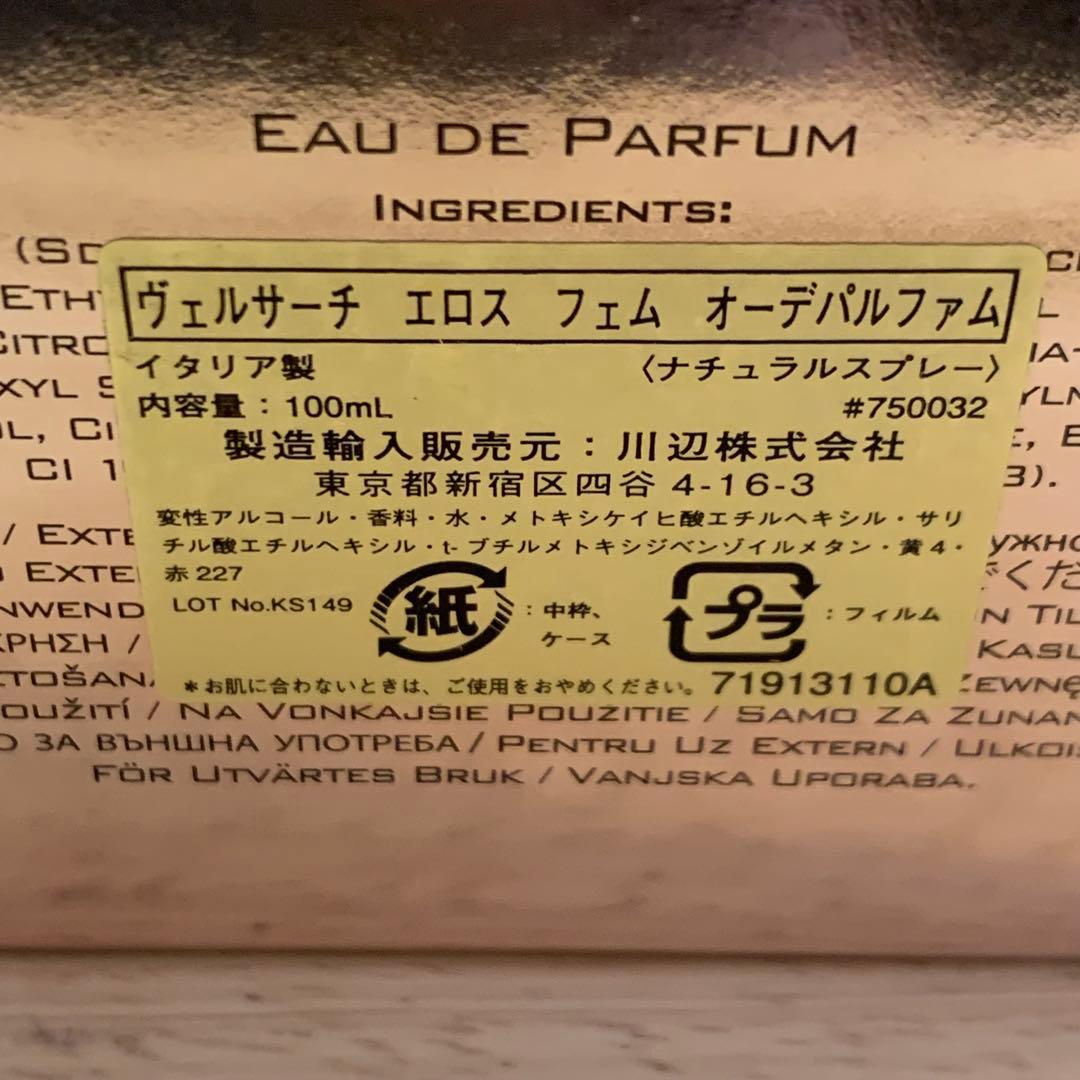 EAU DE PARFUM
INGREDIENTS:
ヴェルサーチ エロス フェム オーデパルファム
イタリア製 〈ナチュラルスプレー〉
内容量：100mL #750032
製造輸入販売元：川辺株式会社
東京都新宿区四谷 4-16-3
変性アルコール・香料・水・メトキシケイヒ酸エチルヘキシル・サリ
チル酸エチルヘキシル・t-ブチルメトキシジベンゾイルメタン・黄4・
赤227
LOT No.KS149 紙：中枠、 プラ：フィルム
ケース
＊お肌に合わないときは、ご使用をおやめください。 71913110A
POUŽITÍ / NA VONKAJŠIE POUŽITIE / SAMO ZA ZUNAN
ЗА ВЪНШНА УПОТРЕБА / PENTRU UZ EXTERN / ULKOIS
FÖR UTVÄRTES BRUK / VANJSKA UPORABA.